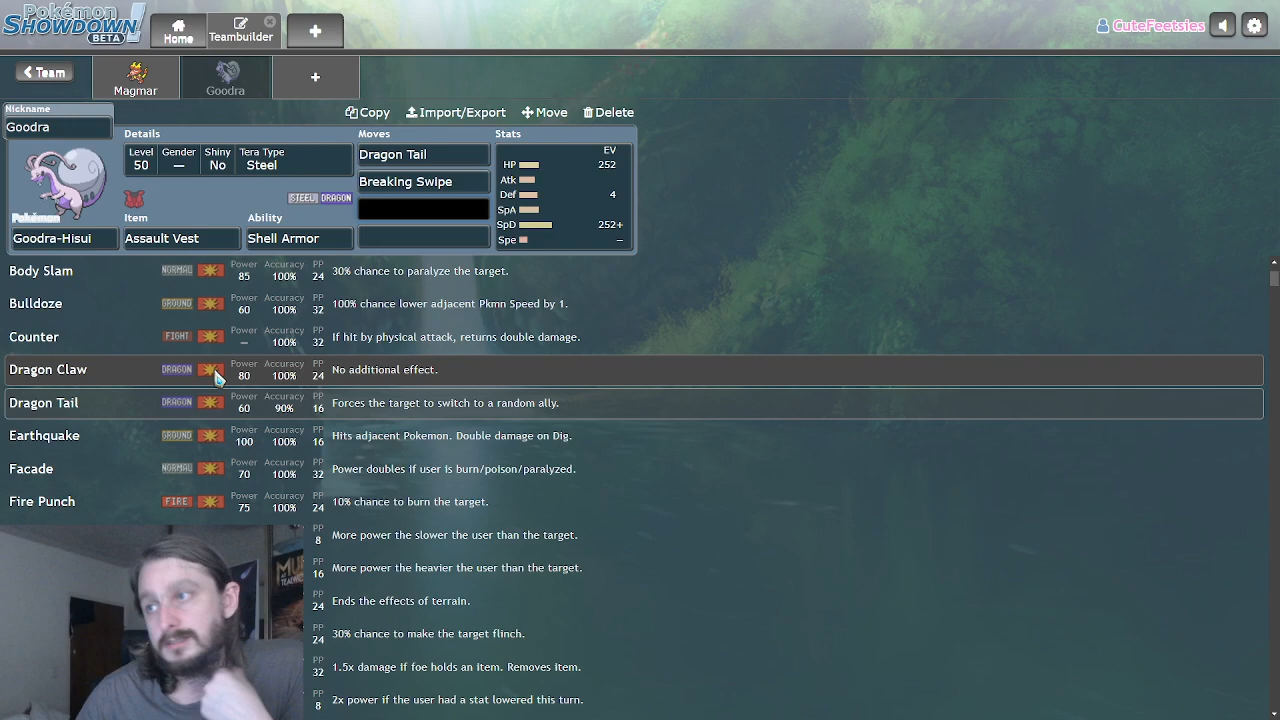 Pokémon
SHOWDOWN!
BETA
Home
Teambuilder
CuteFeetsies
Team
Magmar
Goodra
Nickname
Goodra
Copy
Import/Export
Move
Delete
Details
Moves
Stats
Level
50
Gender
—
Shiny
No
Tera Type
Steel
STEEL DRAGON
Pokémon
Goodra-Hisui
Item
Assault Vest
Ability
Shell Armor
Dragon Tail
Breaking Swipe
EV
HP 252
Atk
Def 4
SpA
SpD 252+
Spe –
Body Slam NORMAL Power 85 Accuracy 100% PP 24 30% chance to paralyze the target.
Bulldoze GROUND Power 60 Accuracy 100% PP 32 100% chance lower adjacent Pkmn Speed by 1.
Counter FIGHT Power — Accuracy 100% PP 32 If hit by physical attack, returns double damage.
Dragon Claw DRAGON Power 80 Accuracy 100% PP 24 No additional effect.
Dragon Tail DRAGON Power 60 Accuracy 90% PP 16 Forces the target to switch to a random ally.
Earthquake GROUND Power 100 Accuracy 100% PP 16 Hits adjacent Pokemon. Double damage on Dig.
Facade NORMAL Power 70 Accuracy 100% PP 32 Power doubles if user is burn/poison/paralyzed.
Fire Punch FIRE Power 75 Accuracy 100% PP 24 10% chance to burn the target.
PP 8 More power the slower the user than the target.
PP 16 More power the heavier the user than the target.
PP 24 Ends the effects of terrain.
PP 24 30% chance to make the target flinch.
PP 32 1.5x damage if foe holds an item. Removes item.
PP 8 2x power if the user had a stat lowered this turn.